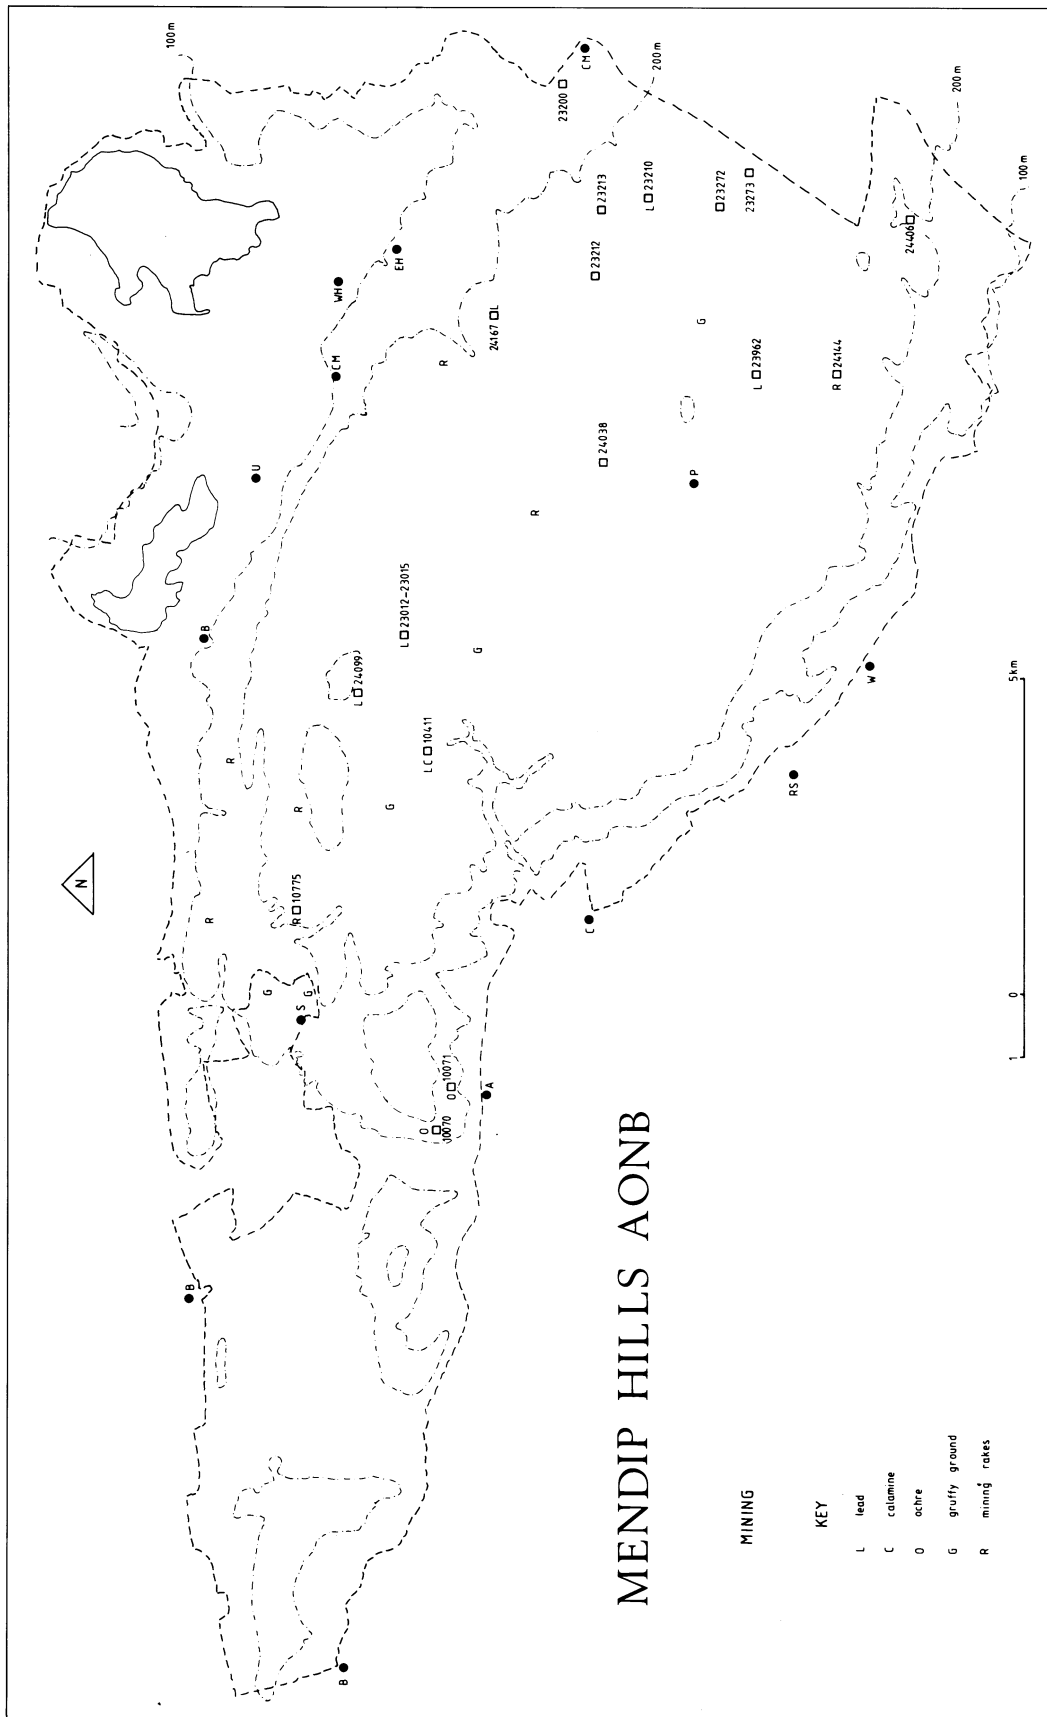 MENDIP HILLS AONB
MINING
KEY
L lead
C calamine
O ochre
G gruffy ground
R mining rakes
N
100m
200m
200m
100m
1 0 5km
B
B
S
A
O
10070
O 10071
G
G
R
R 10775
R
R
G
L C 10411
L 24099
L 23012-23015
G
B
U
CM
WH
EH
R
R
24167 L
24038
P
C
RS
W
G
L 23962
R 24144
23212
23213
L 23210
23272
23273
23200
CM
24406